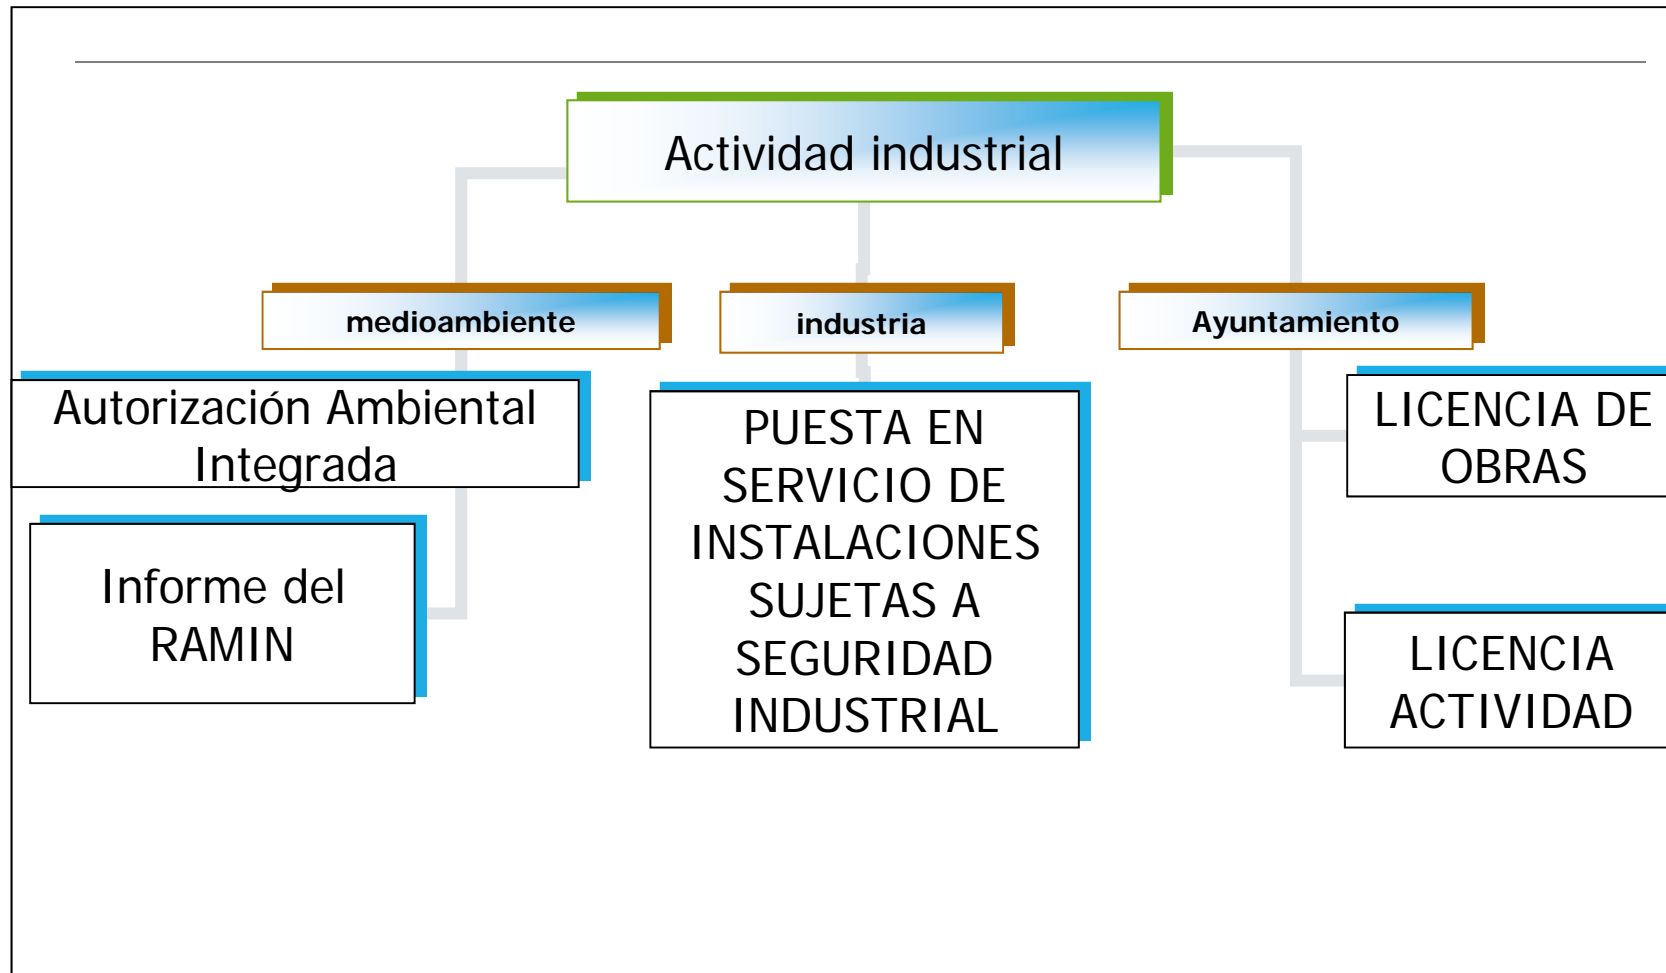 Actividad industrial
medioambiente
industria
Ayuntamiento
Autorización Ambiental
Integrada
Informe del
RAMIN
PUESTA EN
SERVICIO DE
INSTALACIONES
SUJETAS A
SEGURIDAD
INDUSTRIAL
LICENCIA DE
OBRAS
LICENCIA
ACTIVIDAD